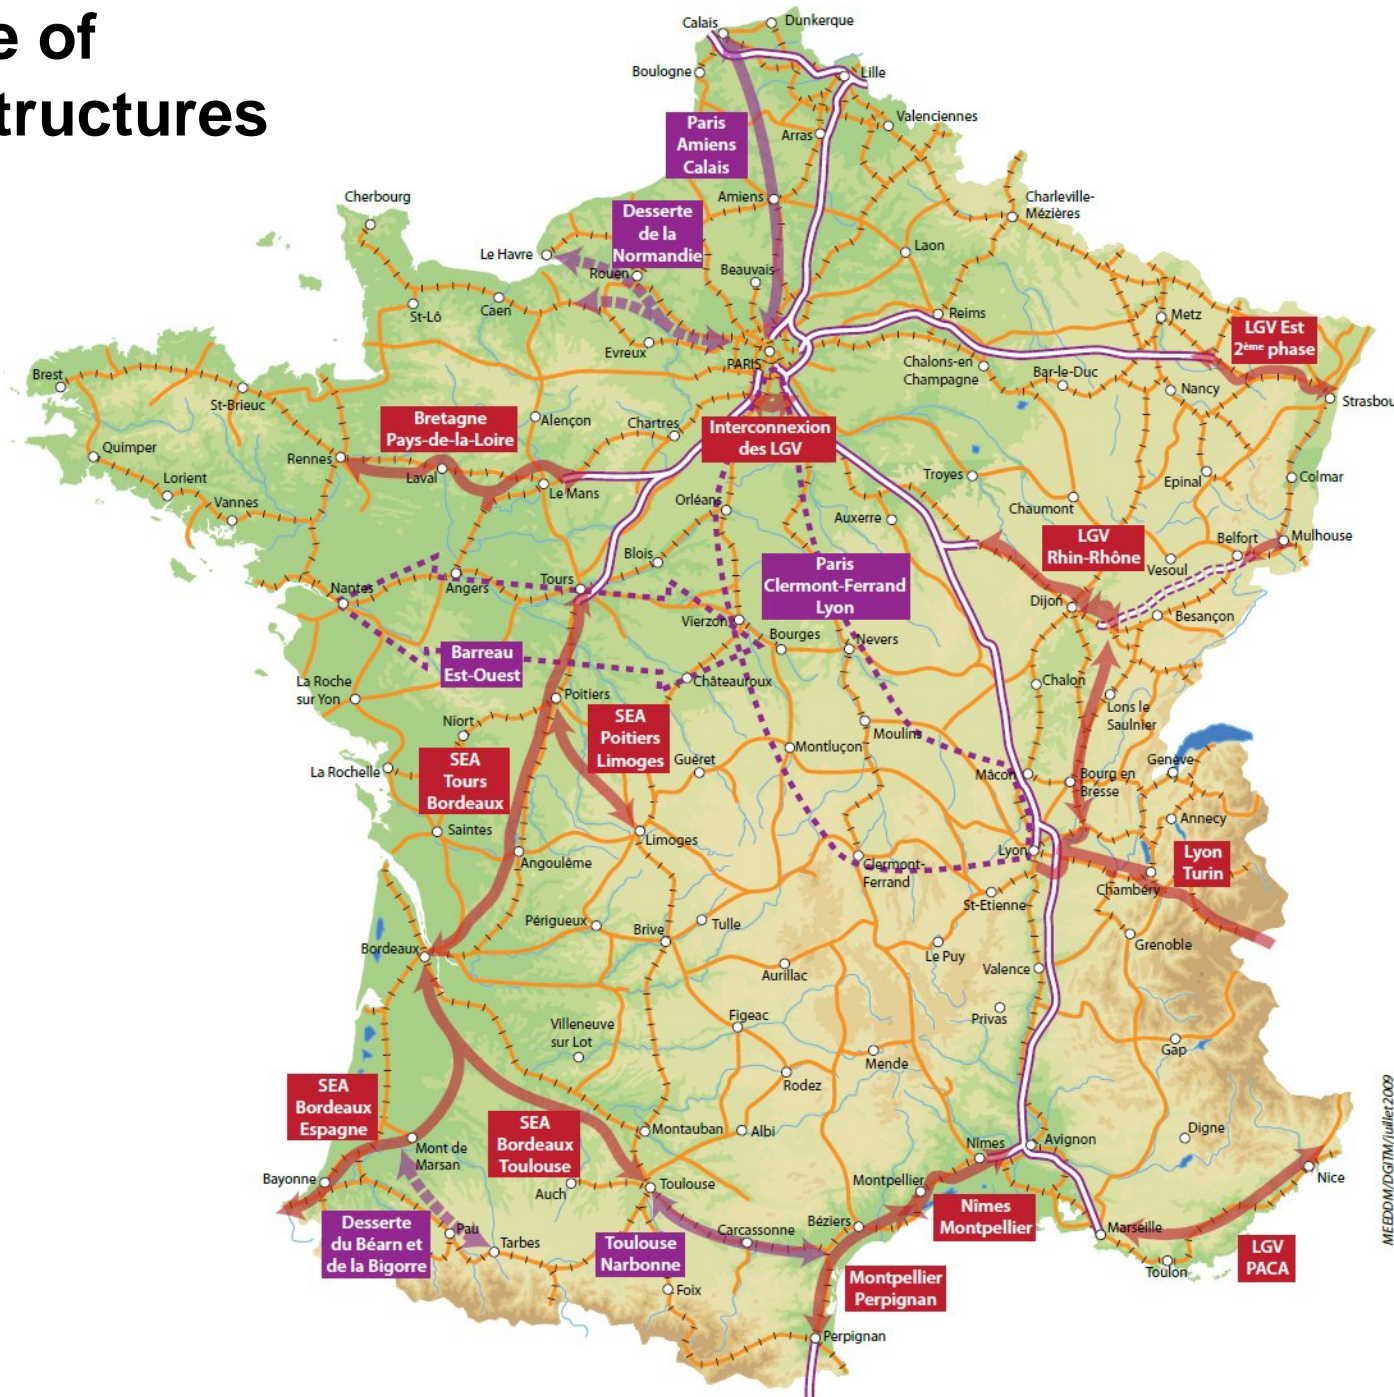 e of
tructures
Calais
Dunkerque
Boulogne
Lille
Valenciennes
Arras
Paris
Amiens
Calais
Amiens
Charleville-
Mézières
Cherbourg
Desserte
de la
Normandie
Laon
Le Havre
Rouen
Beauvais
St-Lô
Caen
Reims
Metz
LGV Est
2ème phase
Evreux
PARIS
Chalons-en
Champagne
Bar-le-Duc
Nancy
Strasbou
Brest
St-Brieuc
Alençon
Bretagne
Pays-de-la-Loire
Chartres
Interconnexion
des LGV
Quimper
Rennes
Laval
Le Mans
Lorient
Vannes
Orléans
Troyes
Chaumont
Epinal
Colmar
Auxerre
LGV
Rhin-Rhône
Belfort
Mulhouse
Vesoul
Blois
Paris
Clermont-Ferrand
Lyon
Nantes
Angers
Tours
Dijon
Besançon
Vierzon
Bourges
Nevers
Barreau
Est-Ouest
Châteauroux
La Roche
sur Yon
Poitiers
Chalon
Lons le
Saulnier
Niort
SEA
Poitiers
Limoges
Moulins
Montluçon
Guéret
La Rochelle
SEA
Tours
Bordeaux
Mâcon
Bourg en
Bresse
Genève
Annecy
Saintes
Limoges
Angoulême
Clermont-
Ferrand
Lyon
Lyon
Turin
Chambéry
St-Etienne
Périgueux
Tulle
Brive
Le Puy
Grenoble
Bordeaux
Aurillac
Valence
Villeneuve
sur Lot
Figeac
Privas
Rodez
Mende
Gap
SEA
Bordeaux
Espagne
SEA
Bordeaux
Toulouse
Montauban
Albi
Mont de
Marsan
Nîmes
Avignon
Digne
Bayonne
Auch
Toulouse
Montpellier
Nice
Desserte
du Béarn et
de la Bigorre
Pau
Tarbes
Toulouse
Narbonne
Carcassonne
Béziers
Nîmes
Montpellier
Marseille
LGV
PACA
Toulon
Foix
Montpellier
Perpignan
Perpignan
MEEDDM/DGITM/juillet2009